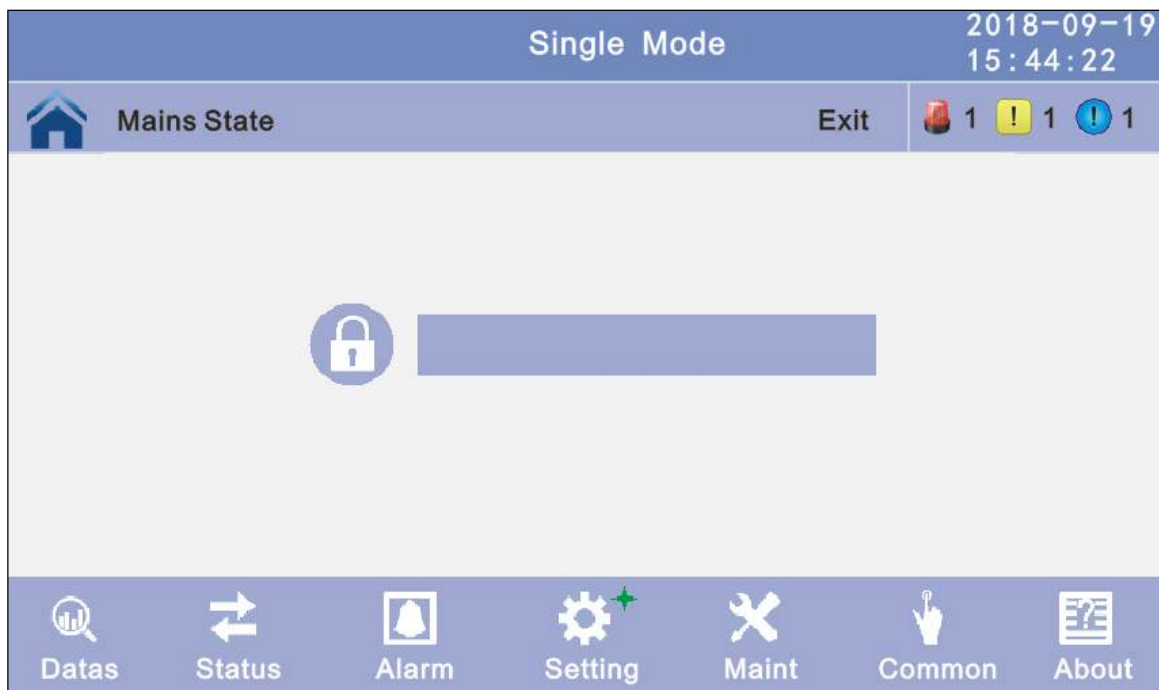 Single Mode
2018-09-19
15:44:22
Mains State
Exit
1
1
1
Datas
Status
Alarm
Setting
Maint
Common
About